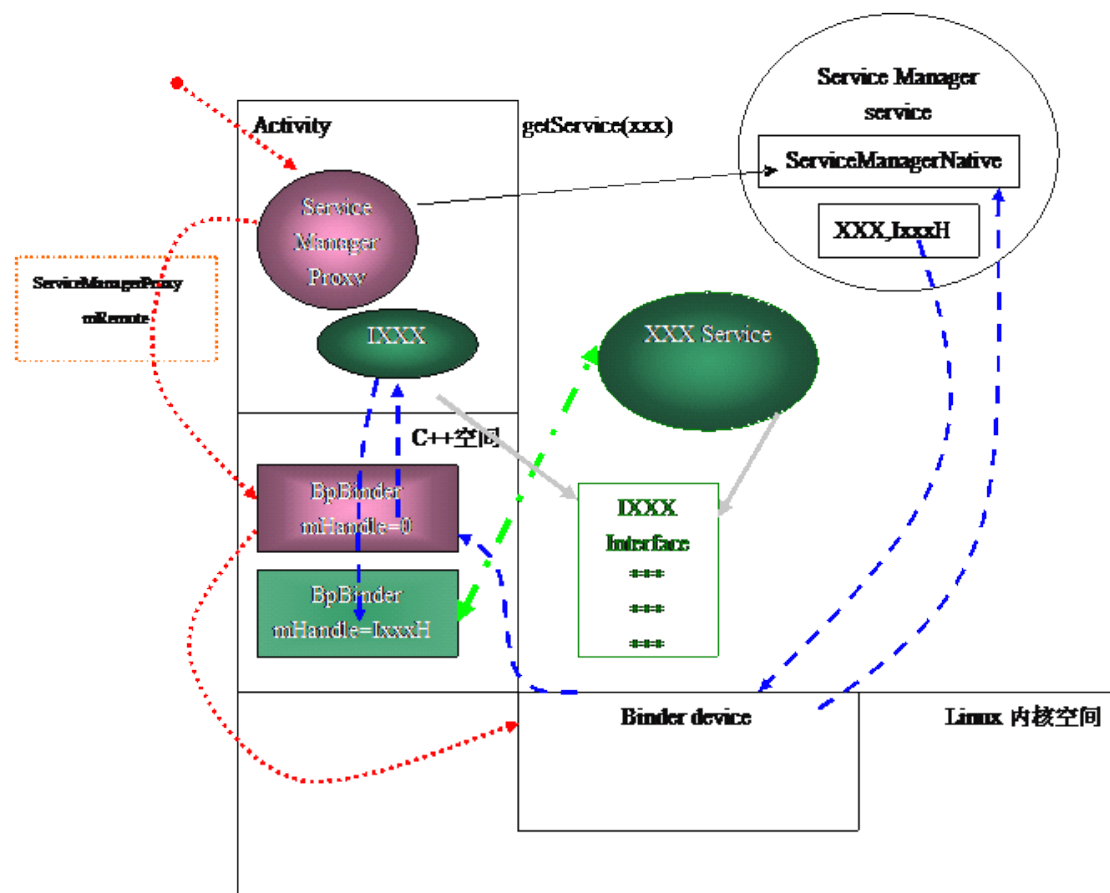 Service Manager
service
Activity
getService(xxx)
ServiceManagerNative
Service
Manager
Proxy
XXX,IxxxH
ServiceManagerProxy
mRemote
IXXX
XXX Service
C++空间
BpBinder
mHandle=0
IXXX
Interface
===
===
===
BpBinder
mHandle=IxxxH
Binder device
Linux 内核空间